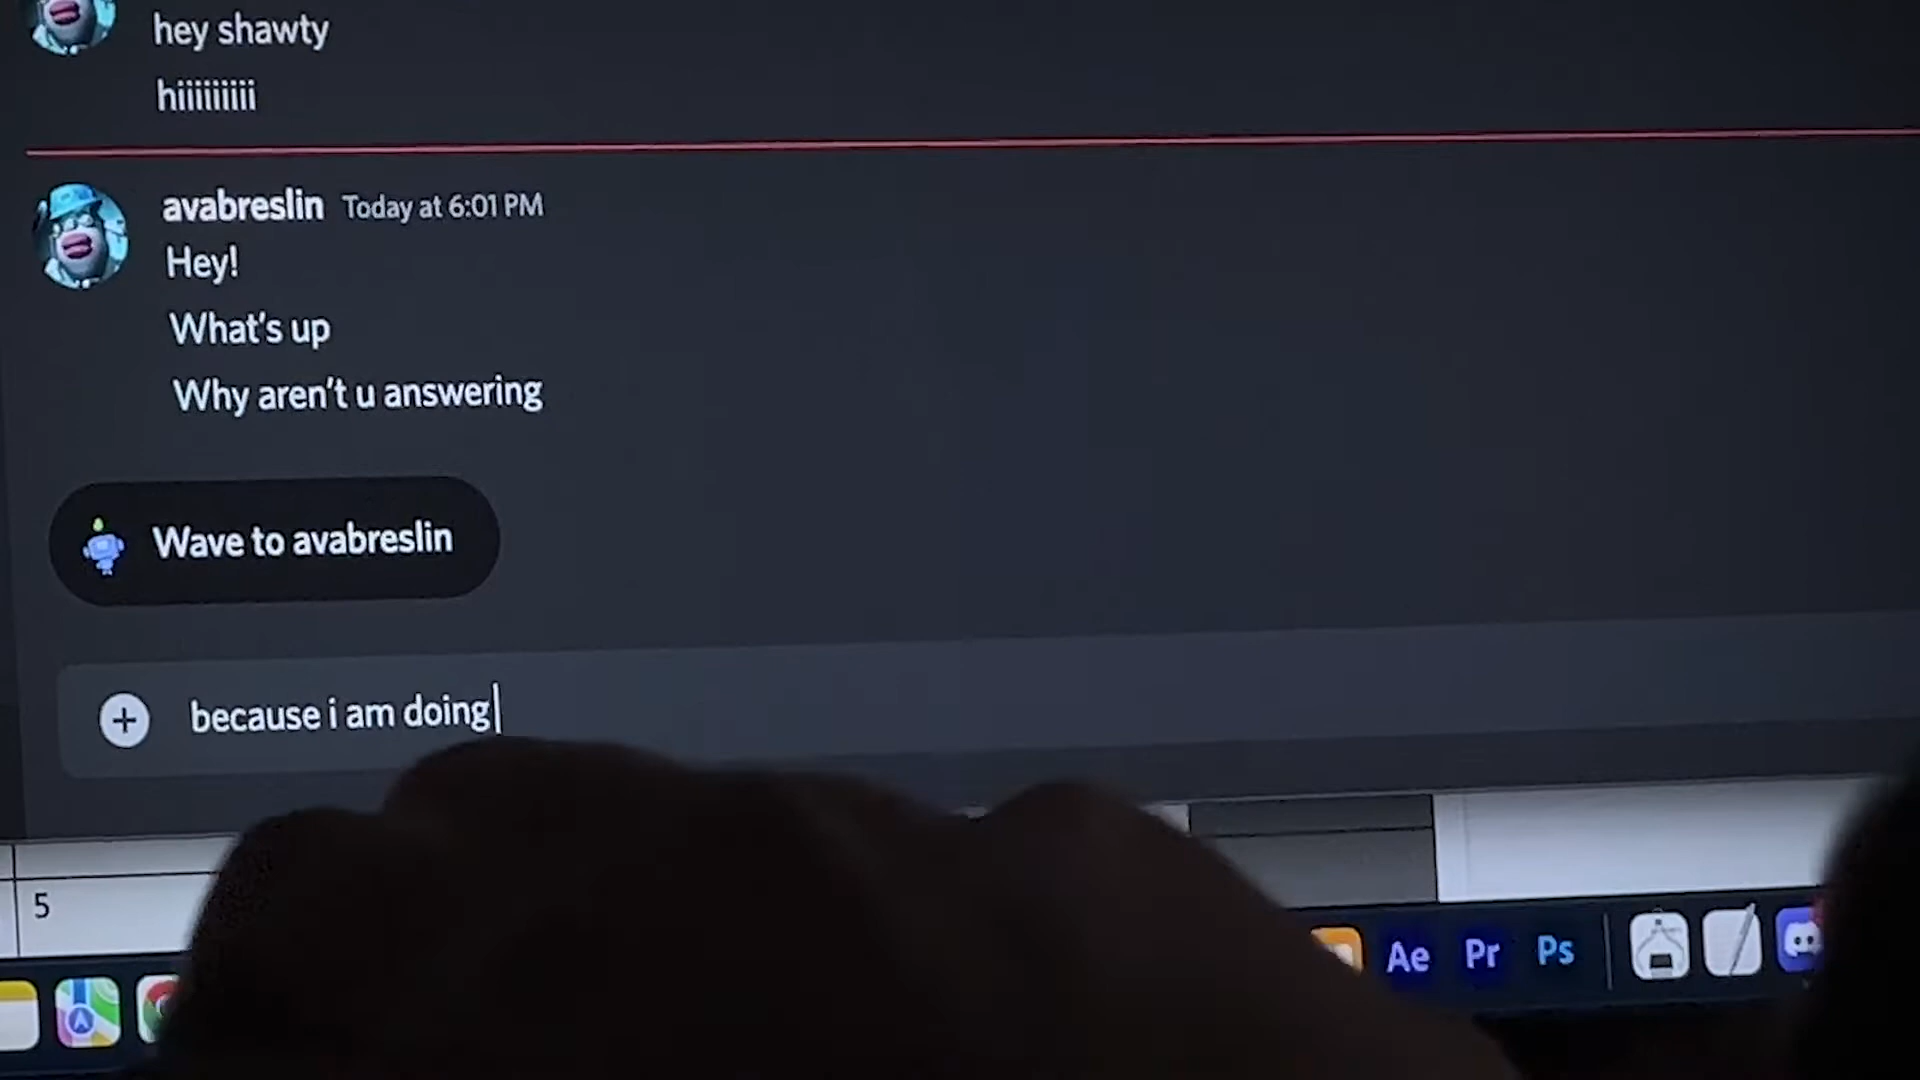 hey shawty
hiiiiiiiii
avabreslin Today at 6:01 PM
Hey!
What's up
Why aren't u answering
Wave to avabreslin
because i am doing
5
Ae Pr Ps